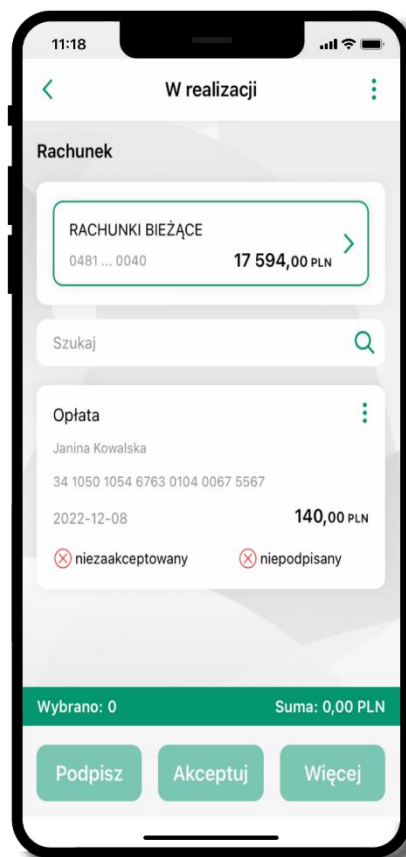 11:18
W realizacji
Rachunek
RACHUNKI BIEŻĄCE
0481 ... 0040
17 594,00 PLN
Szukaj
Opłata
Janina Kowalska
34 1050 1054 6763 0104 0067 5567
2022-12-08
140,00 PLN
niezaakceptowany niepodpisany
Wybrano: 0 Suma: 0,00 PLN
Podpisz Akceptuj Więcej